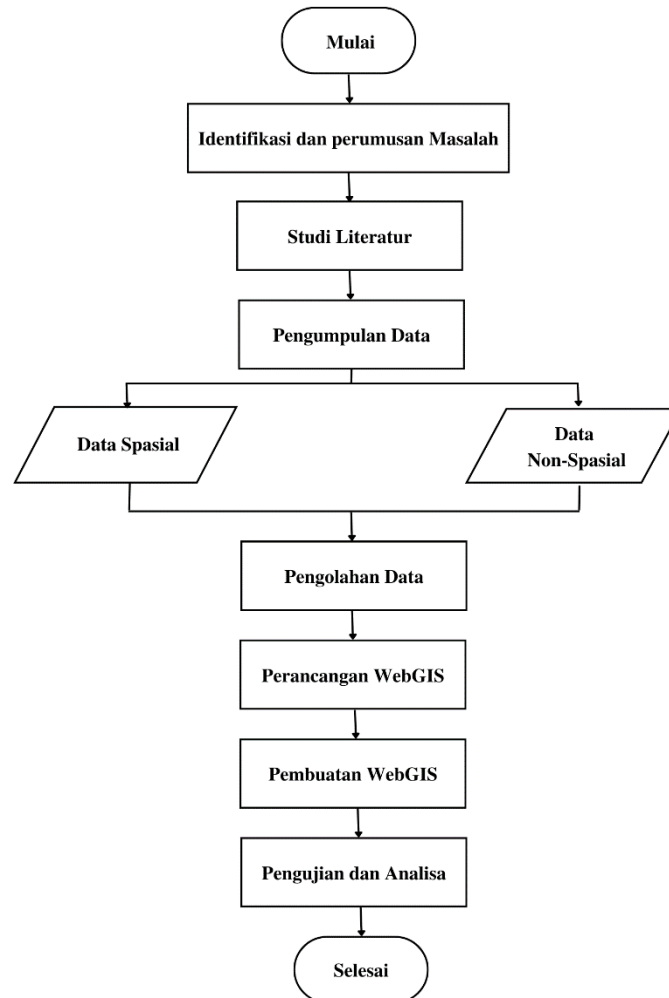 Mulai
Identifikasi dan perumusan Masalah
Studi Literatur
Pengumpulan Data
Data Spasial
Data
Non-Spasial
Pengolahan Data
Perancangan WebGIS
Pembuatan WebGIS
Pengujian dan Analisa
Selesai